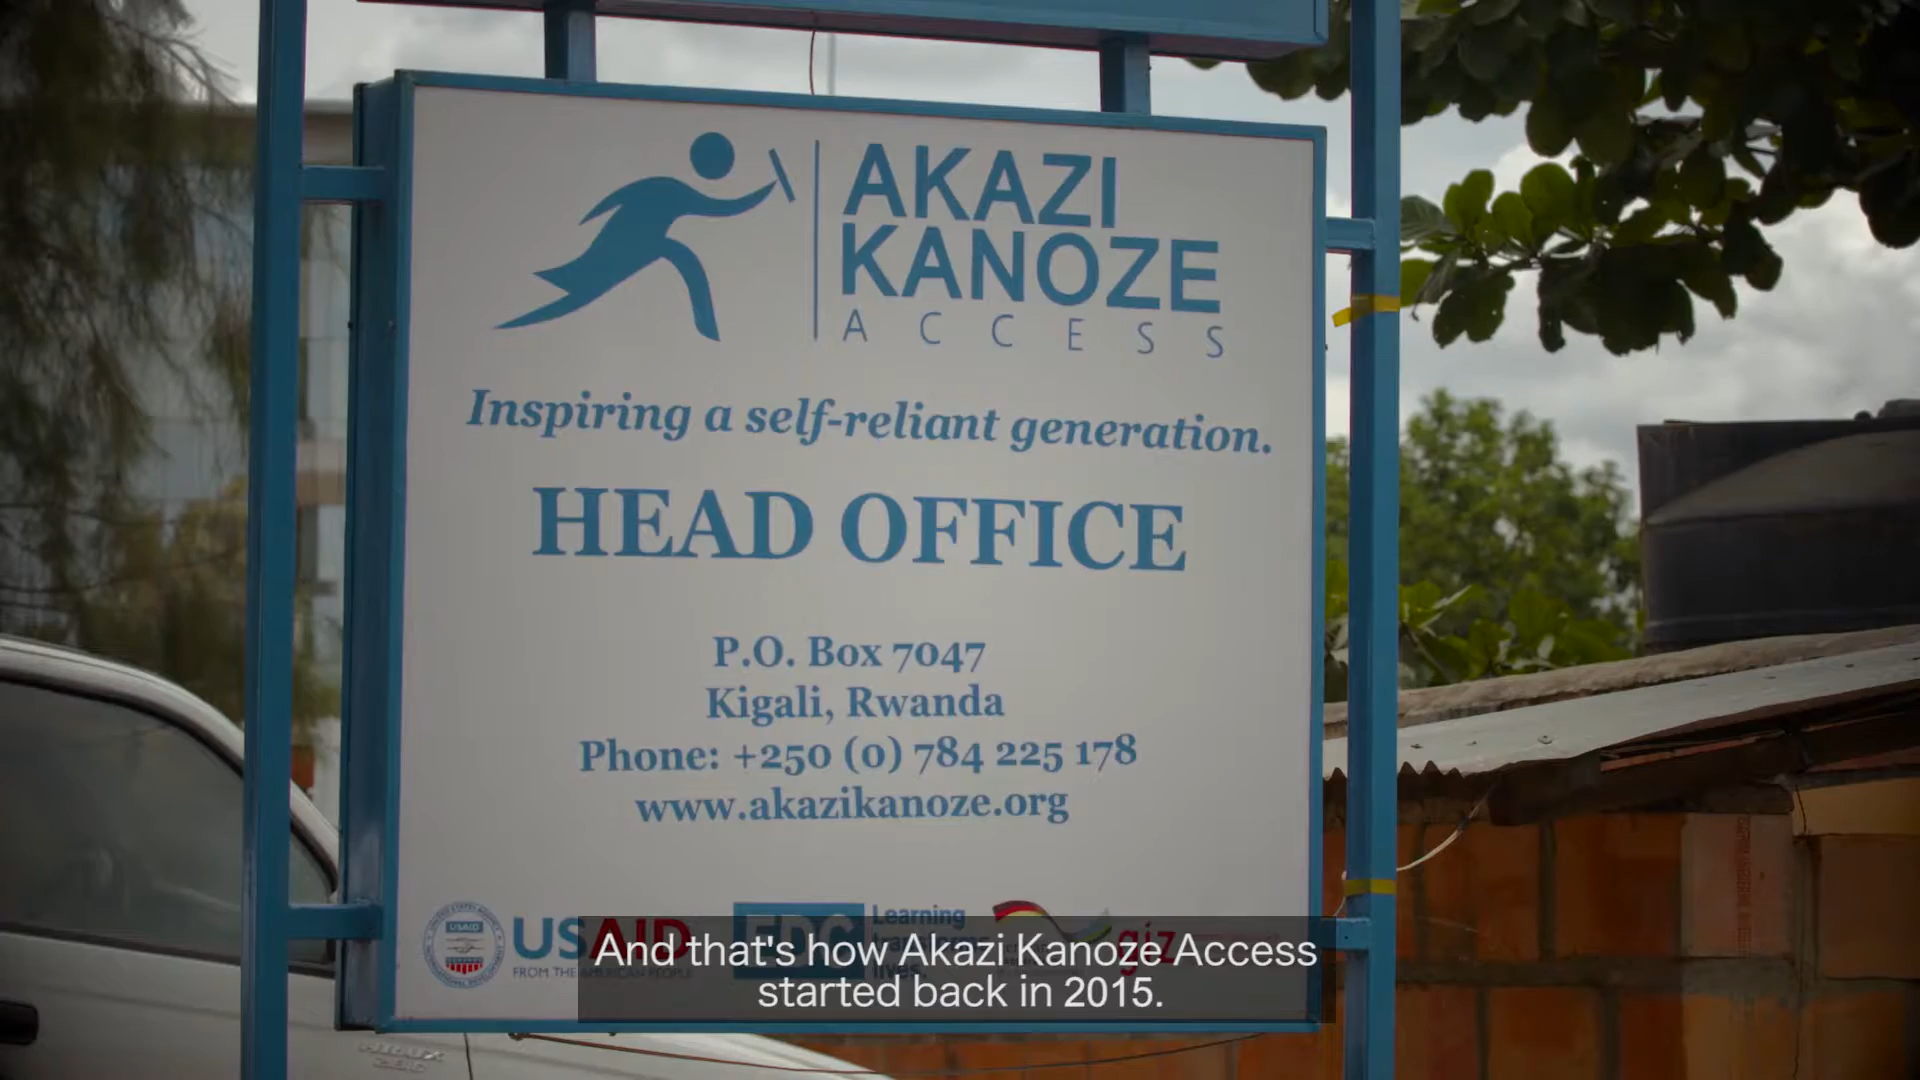 AKAZI
KANOZE
ACCESS
Inspiring a self-reliant generation.
HEAD OFFICE
P.O. Box 7047
Kigali, Rwanda
Phone: +250 (0) 784 225 178
www.akazikanoze.org
USAID
FROM THE AMERICAN PEOPLE
EDC
Learning
lives.
giz
And that's how Akazi Kanoze Access
started back in 2015.